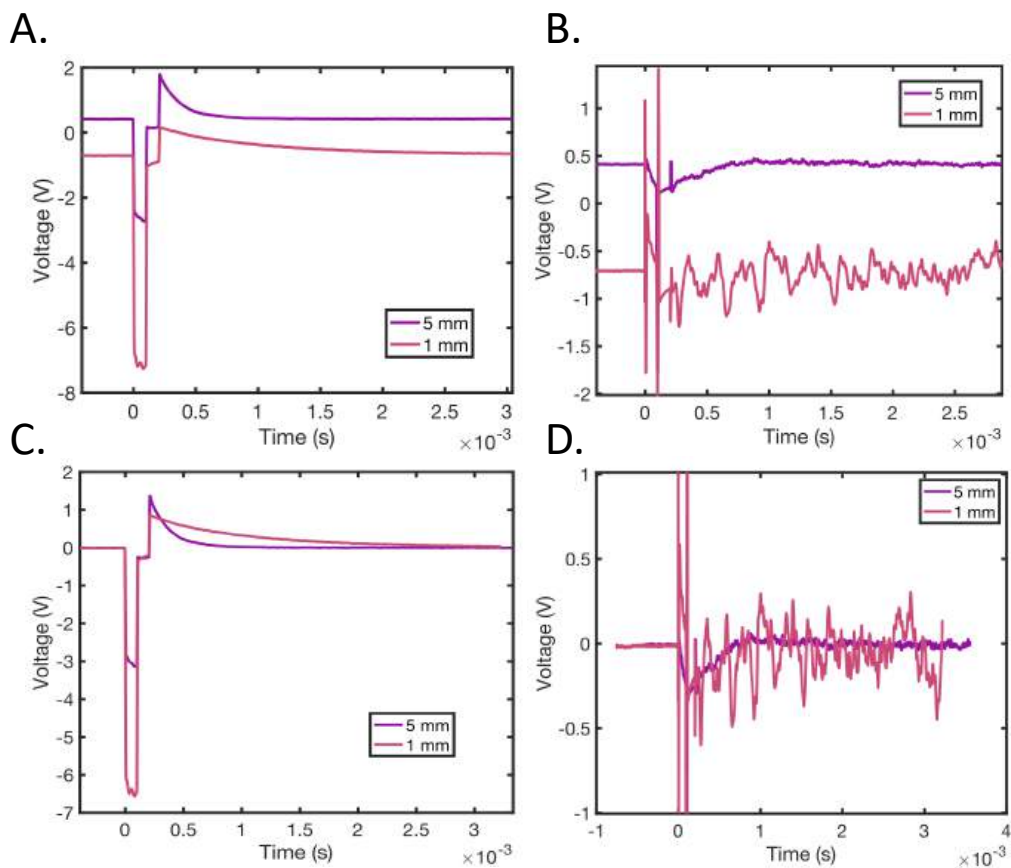 A.
2
0
-2
-4
-6
-8
Voltage (V)
5 mm
1 mm
0 0.5 1 1.5 2 2.5 3
Time (s)
×10⁻³
B.
1
0.5
0
-0.5
-1
-1.5
-2
Voltage (V)
5 mm
1 mm
0 0.5 1 1.5 2 2.5
Time (s)
×10⁻³
C.
2
1
0
-1
-2
-3
-4
-5
-6
-7
Voltage (V)
5 mm
1 mm
0 0.5 1 1.5 2 2.5 3
Time (s)
×10⁻³
D.
1
0.5
0
-0.5
-1
Voltage (V)
5 mm
1 mm
-1 0 1 2 3 4
Time (s)
×10⁻³